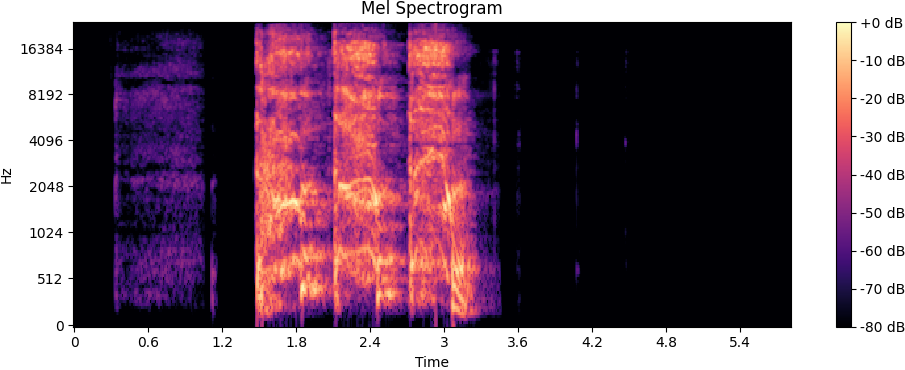 Mel Spectrogram
Hz
16384
8192
4096
2048
1024
512
0
0
0.6
1.2
1.8
2.4
3
3.6
4.2
4.8
5.4
Time
+0 dB
-10 dB
-20 dB
-30 dB
-40 dB
-50 dB
-60 dB
-70 dB
-80 dB